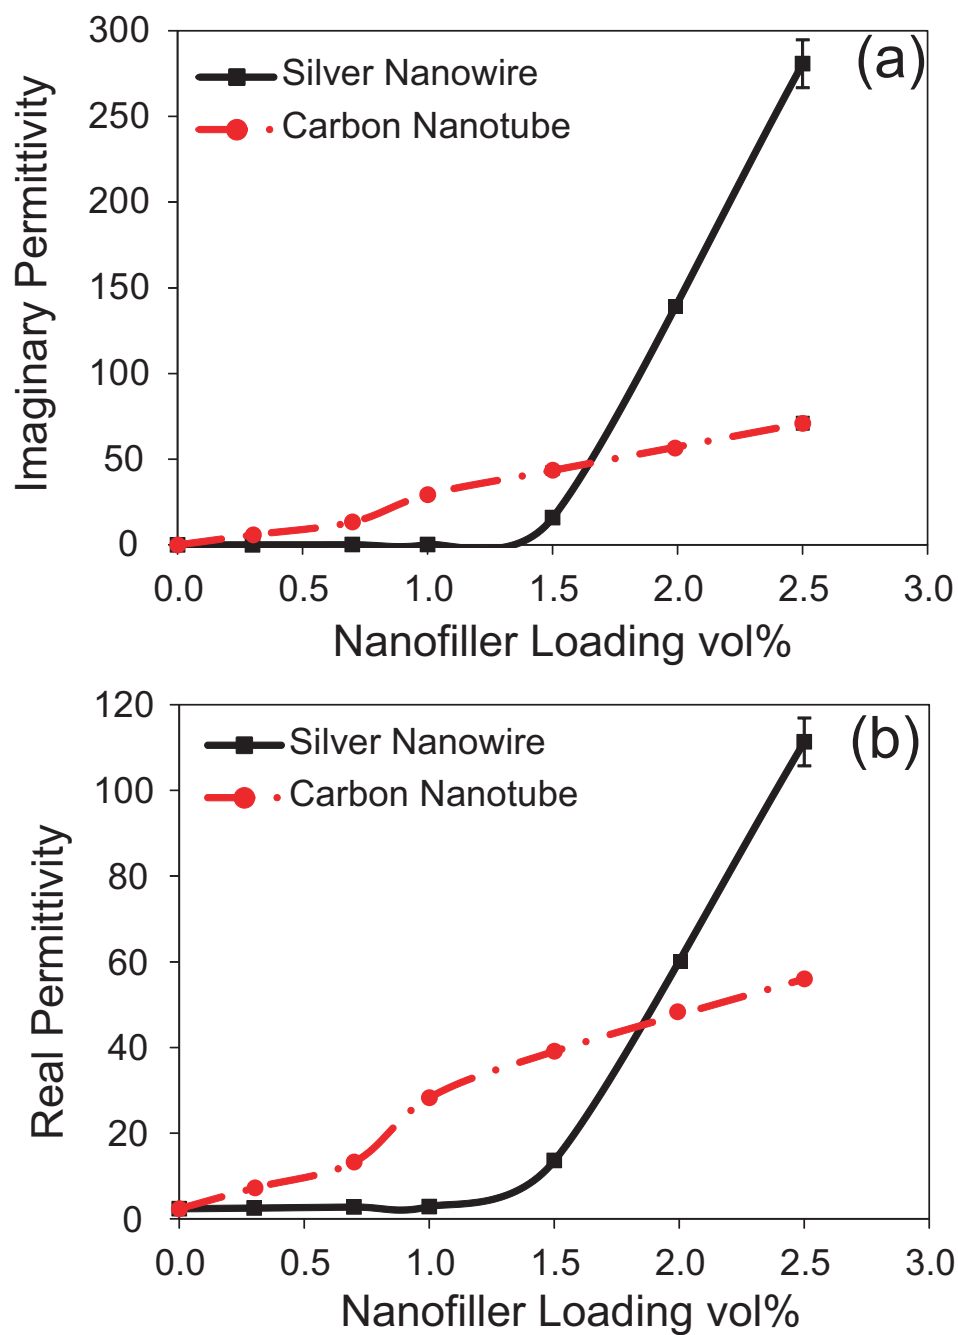 (a)
Silver Nanowire
Carbon Nanotube
Imaginary Permittivity
300
250
200
150
100
50
0
0.0 0.5 1.0 1.5 2.0 2.5 3.0
Nanofiller Loading vol%
(b)
Silver Nanowire
Carbon Nanotube
Real Permittivity
120
100
80
60
40
20
0
0.0 0.5 1.0 1.5 2.0 2.5 3.0
Nanofiller Loading vol%